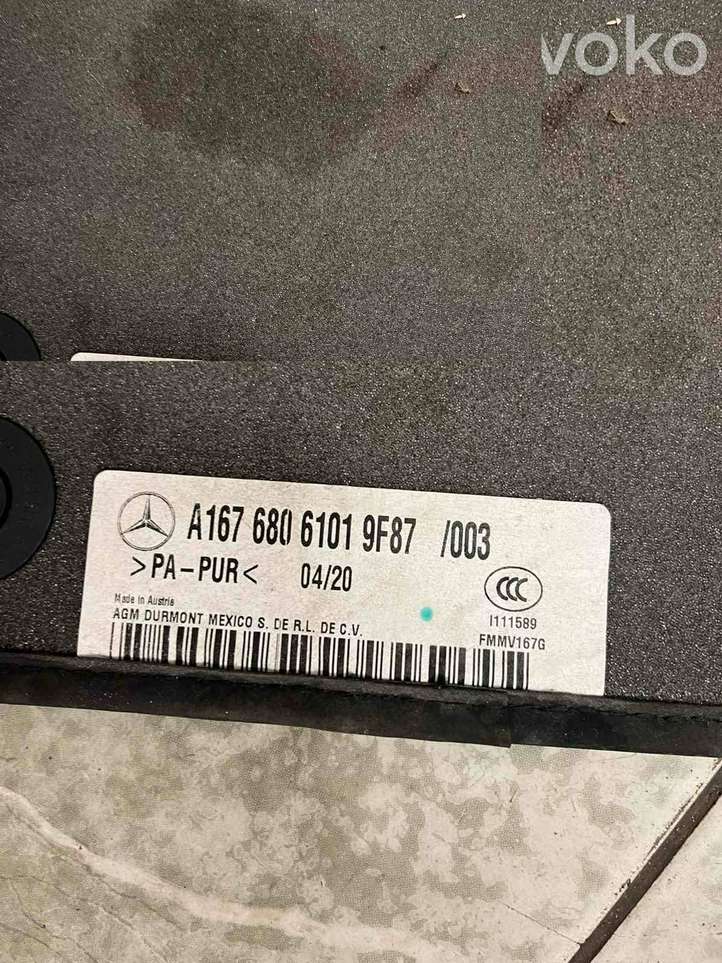 voko
A167 680 6101 9F87 /003
>PA-PUR< 04/20
CCC
Made in Austria
AGM DURMONT MEXICO S. DE R.L. DE C.V.
I111589
FMMV167G